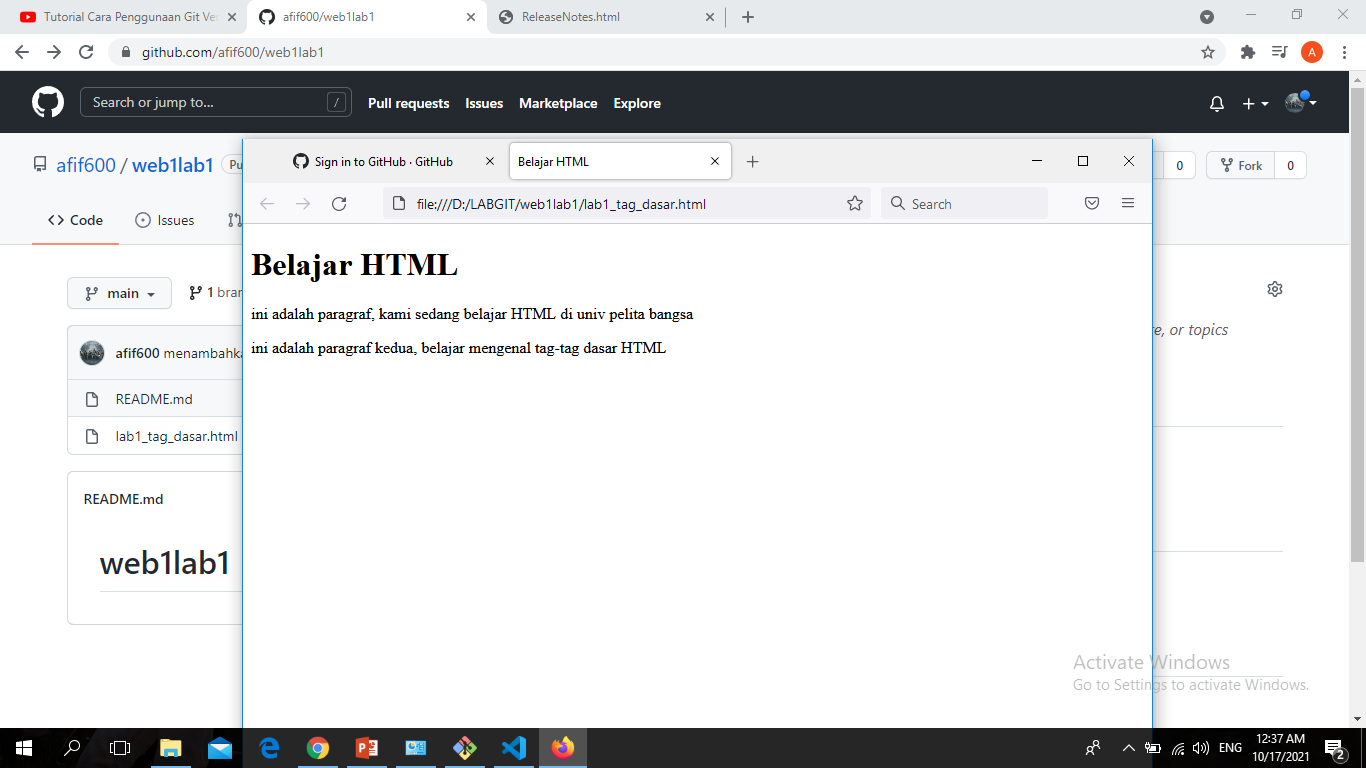 Tutorial Cara Penggunaan Git Ver
afif600/web1lab1
ReleaseNotes.html
github.com/afif600/web1lab1
A
Search or jump to...
/
Pull requests
Issues
Marketplace
Explore
afif600 / web1lab1
Pu
0
Fork
0
Code
Issues
main
1 bran
afif600 menambahka
README.md
lab1_tag_dasar.html
README.md
web1lab1
e, or topics
Sign in to GitHub · GitHub
Belajar HTML
file:///D:/LABGIT/web1lab1/lab1_tag_dasar.html
Search
Belajar HTML
ini adalah paragraf, kami sedang belajar HTML di univ pelita bangsa
ini adalah paragraf kedua, belajar mengenal tag-tag dasar HTML
Activate Windows
Go to Settings to activate Windows.
ENG
12:37 AM
10/17/2021
2